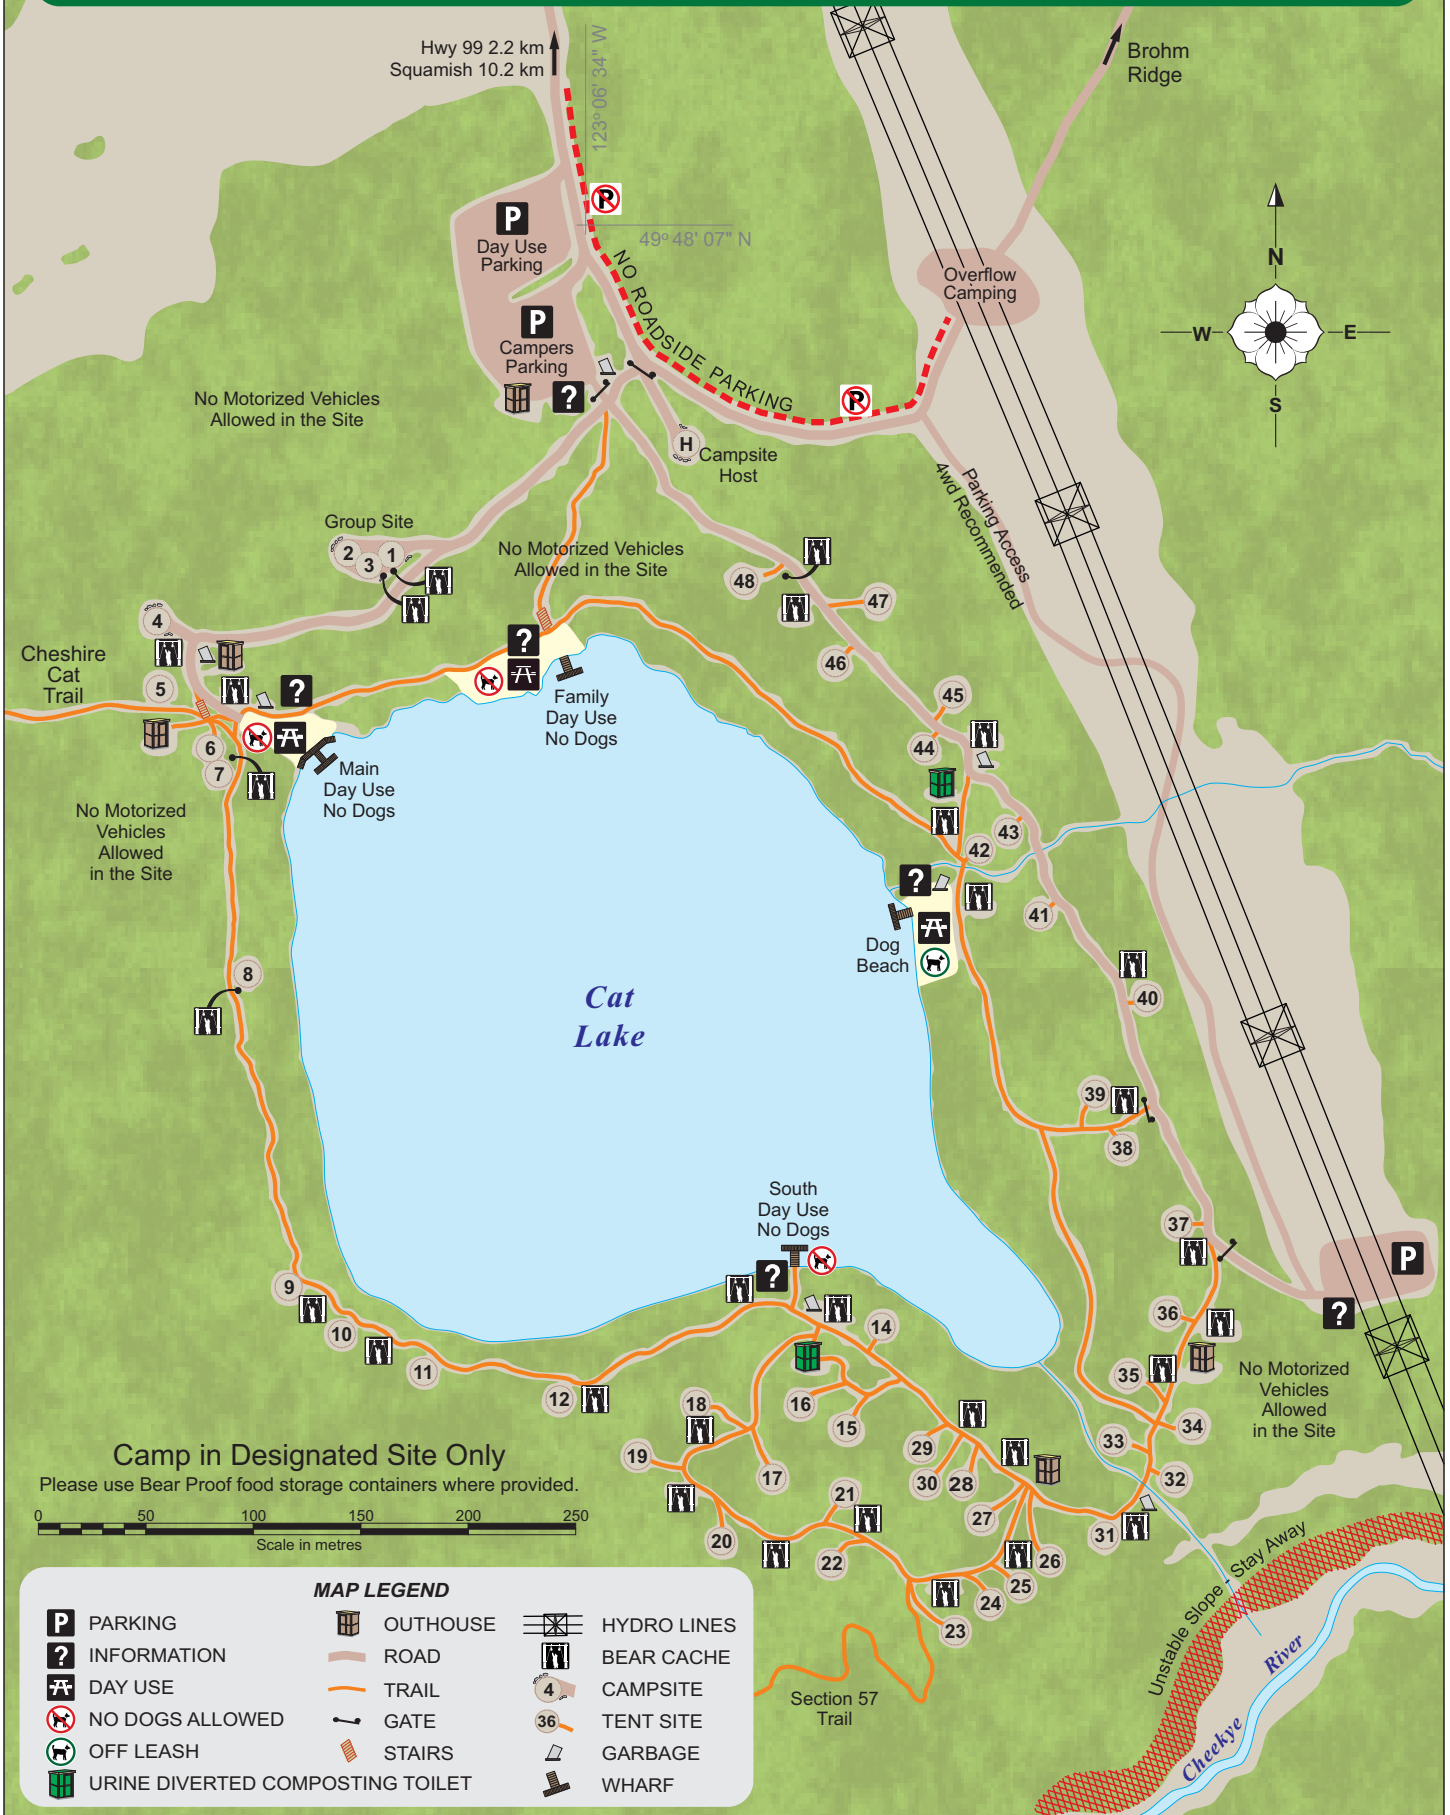 Hwy 99 2.2 km
Squamish 10.2 km
123° 06' 34" W
Brohm
Ridge
P
Day Use
Parking
P
49° 48' 07" N
NO ROADSIDE PARKING
Overflow
Camping
N
W
E
S
P
Campers
Parking
?
P
No Motorized Vehicles
Allowed in the Site
H
Campsite
Host
Parking Access
4wd Recommended
Group Site
2
3
1
No Motorized Vehicles
Allowed in the Site
48
47
46
4
Cheshire
Cat
Trail
5
?
?
Family
Day Use
No Dogs
45
44
6
7
Main
Day Use
No Dogs
No Motorized
Vehicles
Allowed
in the Site
43
42
?
41
Dog
Beach
8
Cat
Lake
40
39
38
South
Day Use
No Dogs
?
37
P
?
9
10
11
12
14
36
35
34
33
32
No Motorized
Vehicles
Allowed
in the Site
16
15
18
19
17
29
30
28
27
21
20
22
31
26
25
24
23
Camp in Designated Site Only
Please use Bear Proof food storage containers where provided.
0 50 100 150 200 250
Scale in metres
Unstable Slope - Stay Away
Cheekye
River
Section 57
Trail
MAP LEGEND
P PARKING
? INFORMATION
DAY USE
NO DOGS ALLOWED
OFF LEASH
URINE DIVERTED COMPOSTING TOILET
OUTHOUSE
ROAD
TRAIL
GATE
STAIRS
HYDRO LINES
BEAR CACHE
4 CAMPSITE
36 TENT SITE
GARBAGE
WHARF